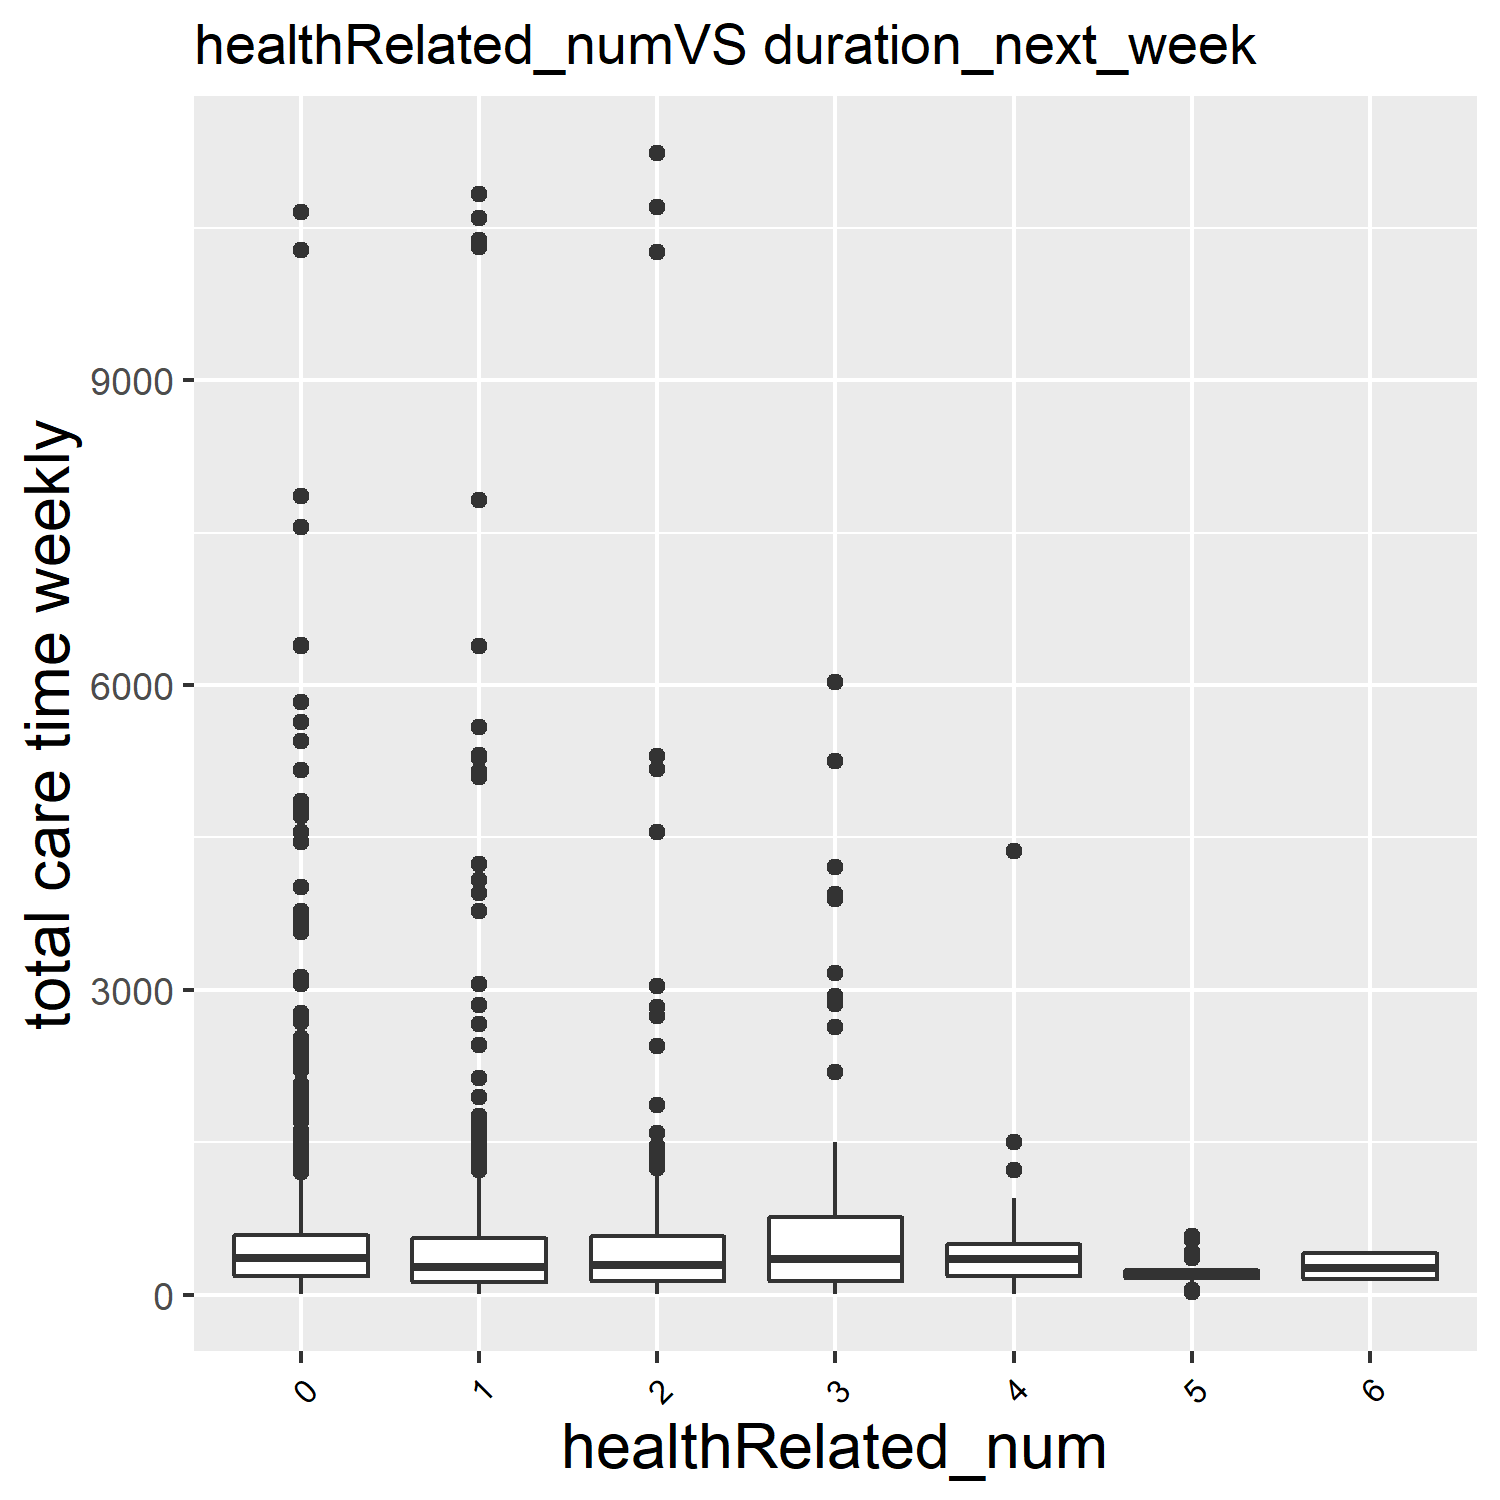 healthRelated_numVS duration_next_week
total care time weekly
9000
6000
3000
0
0 1 2 3 4 5 6
healthRelated_num